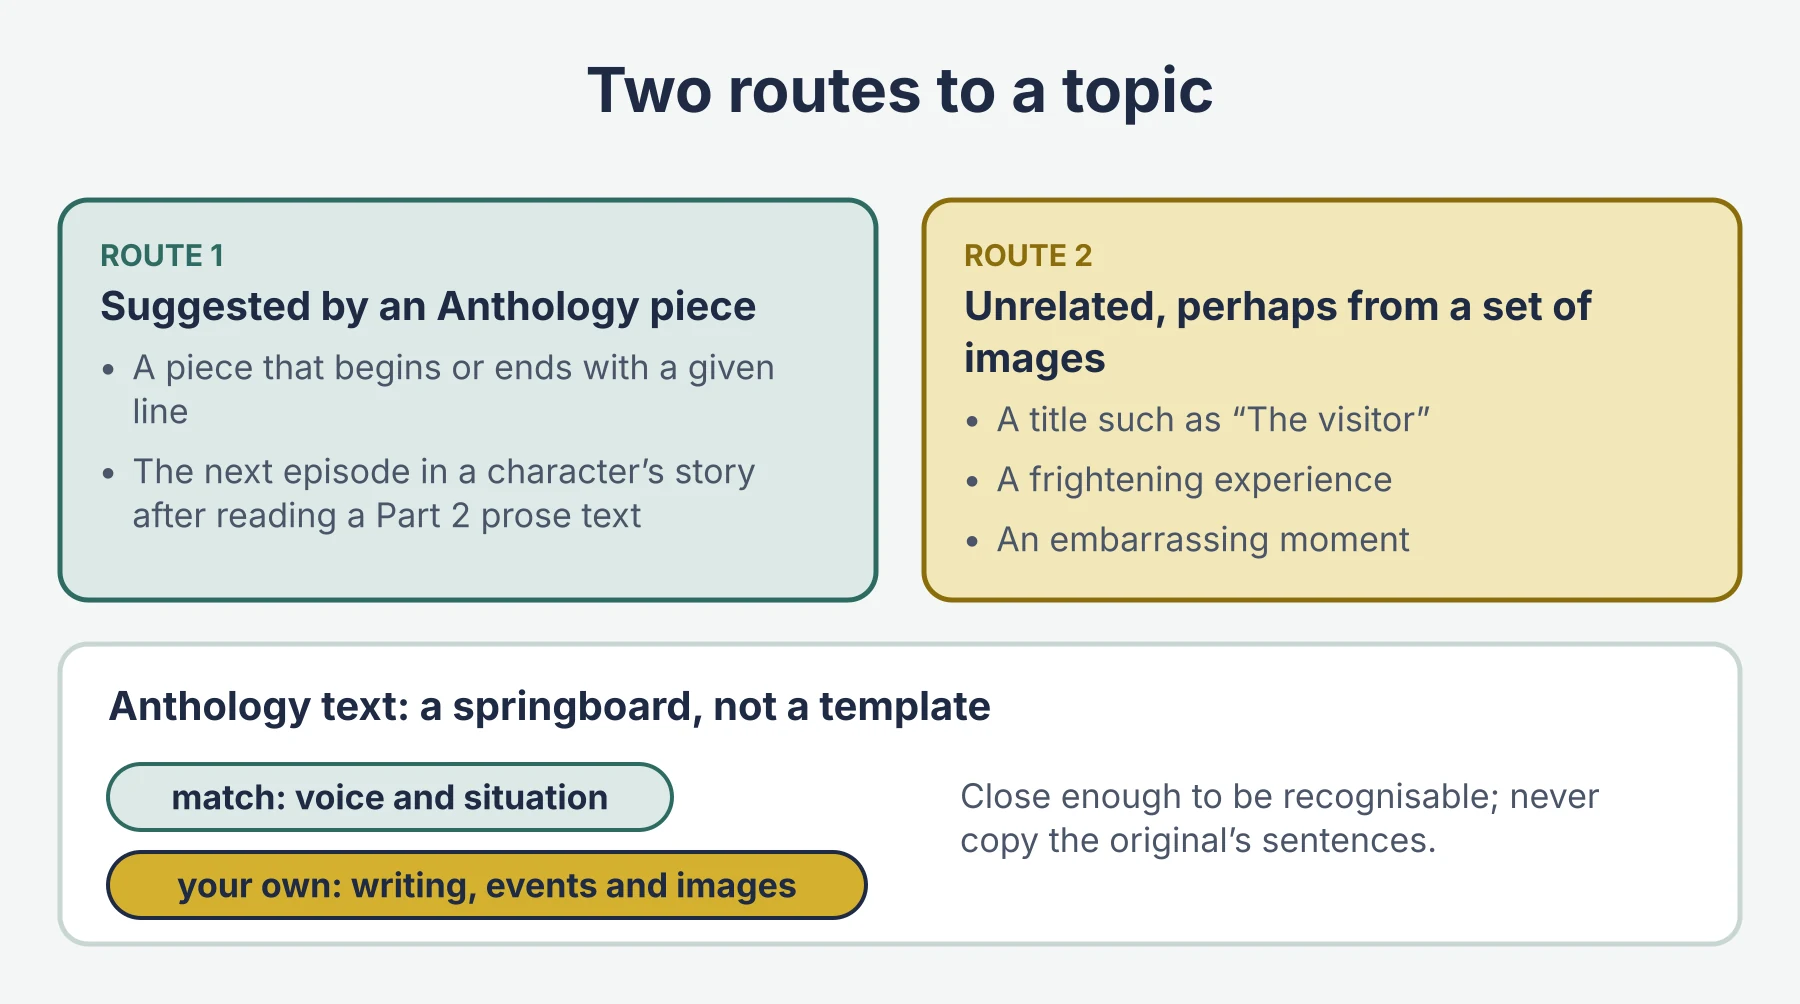 Two routes to a topic
ROUTE 1
Suggested by an Anthology piece
• A piece that begins or ends with a given
line
• The next episode in a character’s story
after reading a Part 2 prose text
ROUTE 2
Unrelated, perhaps from a set of
images
• A title such as “The visitor”
• A frightening experience
• An embarrassing moment
Anthology text: a springboard, not a template
match: voice and situation
your own: writing, events and images
Close enough to be recognisable; never
copy the original’s sentences.